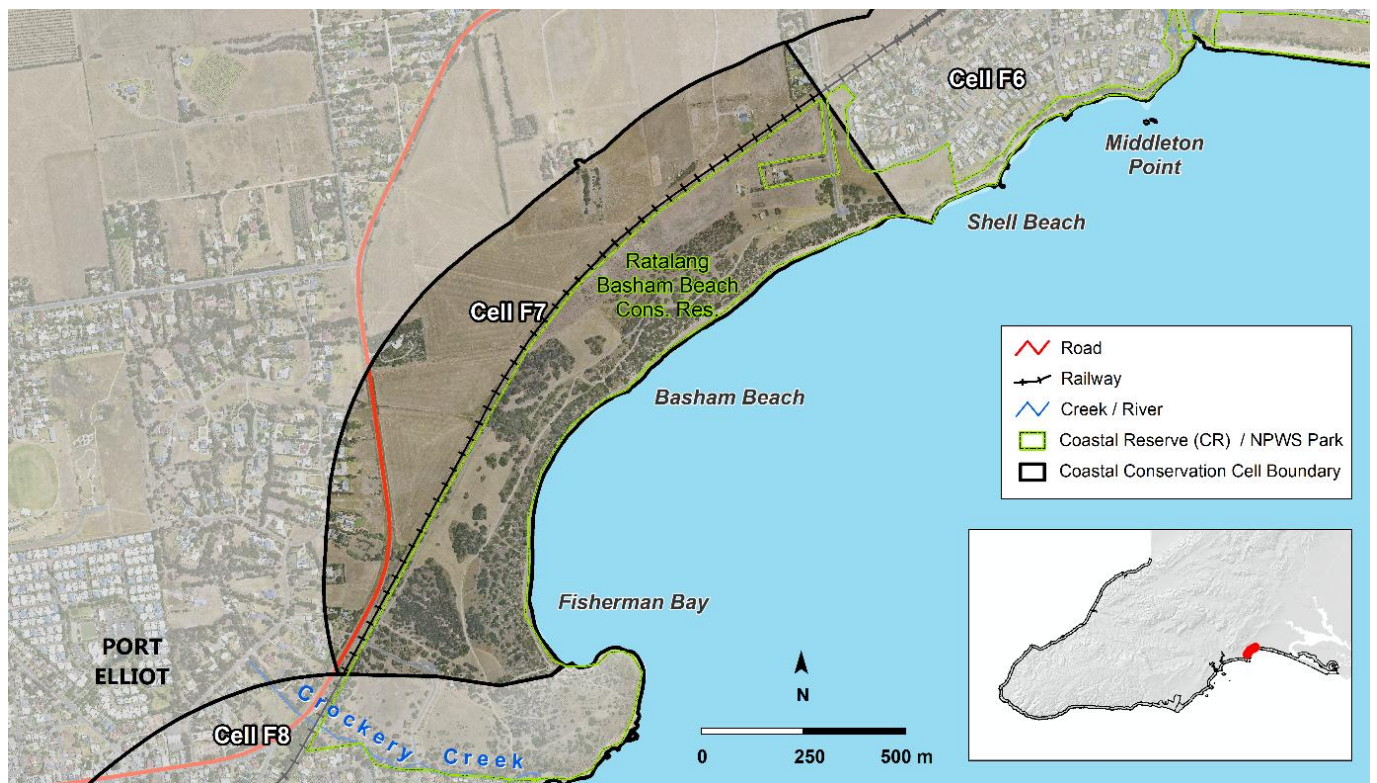 Cell F6
Middleton
Point
Shell Beach
Ratalang
Basham Beach
Cons. Res.
Cell F7
Basham Beach
Fisherman Bay
PORT
ELLIOT
Cell F8
Crockery Creek
Road
Railway
Creek / River
Coastal Reserve (CR) / NPWS Park
Coastal Conservation Cell Boundary
N
0 250 500 m